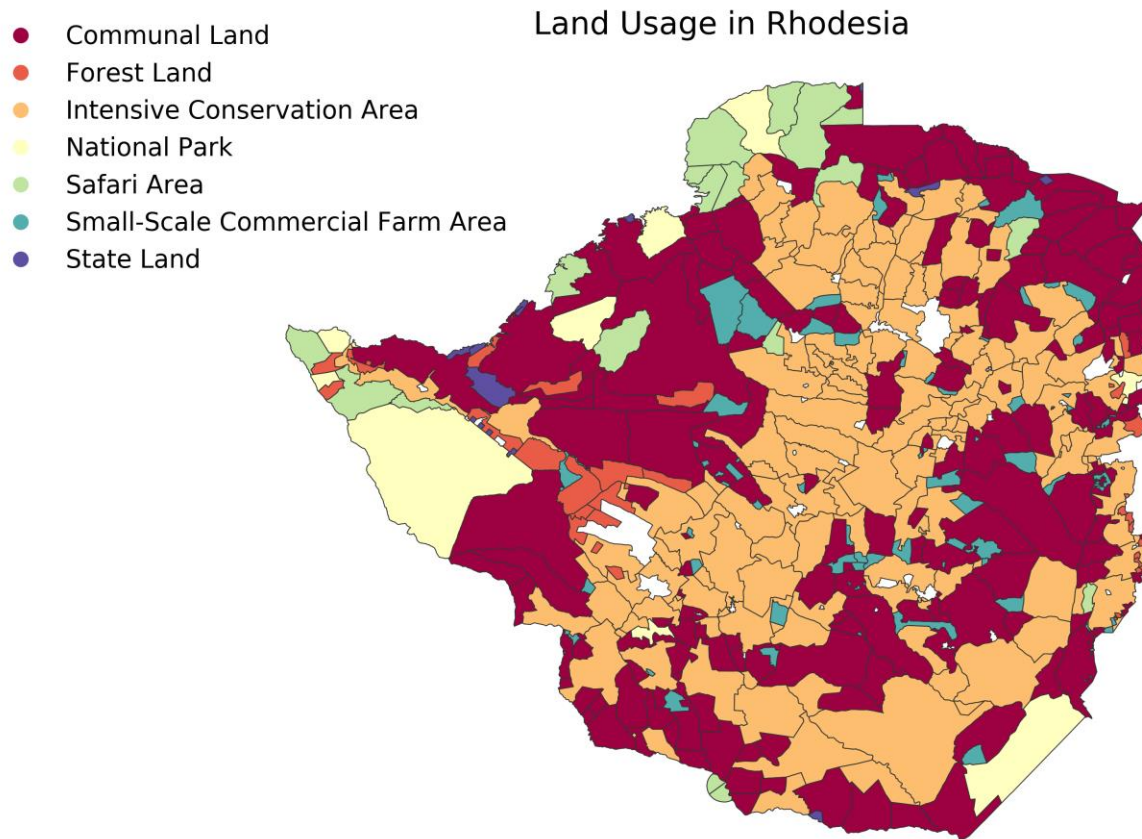 Land Usage in Rhodesia
Communal Land
Forest Land
Intensive Conservation Area
National Park
Safari Area
Small-Scale Commercial Farm Area
State Land